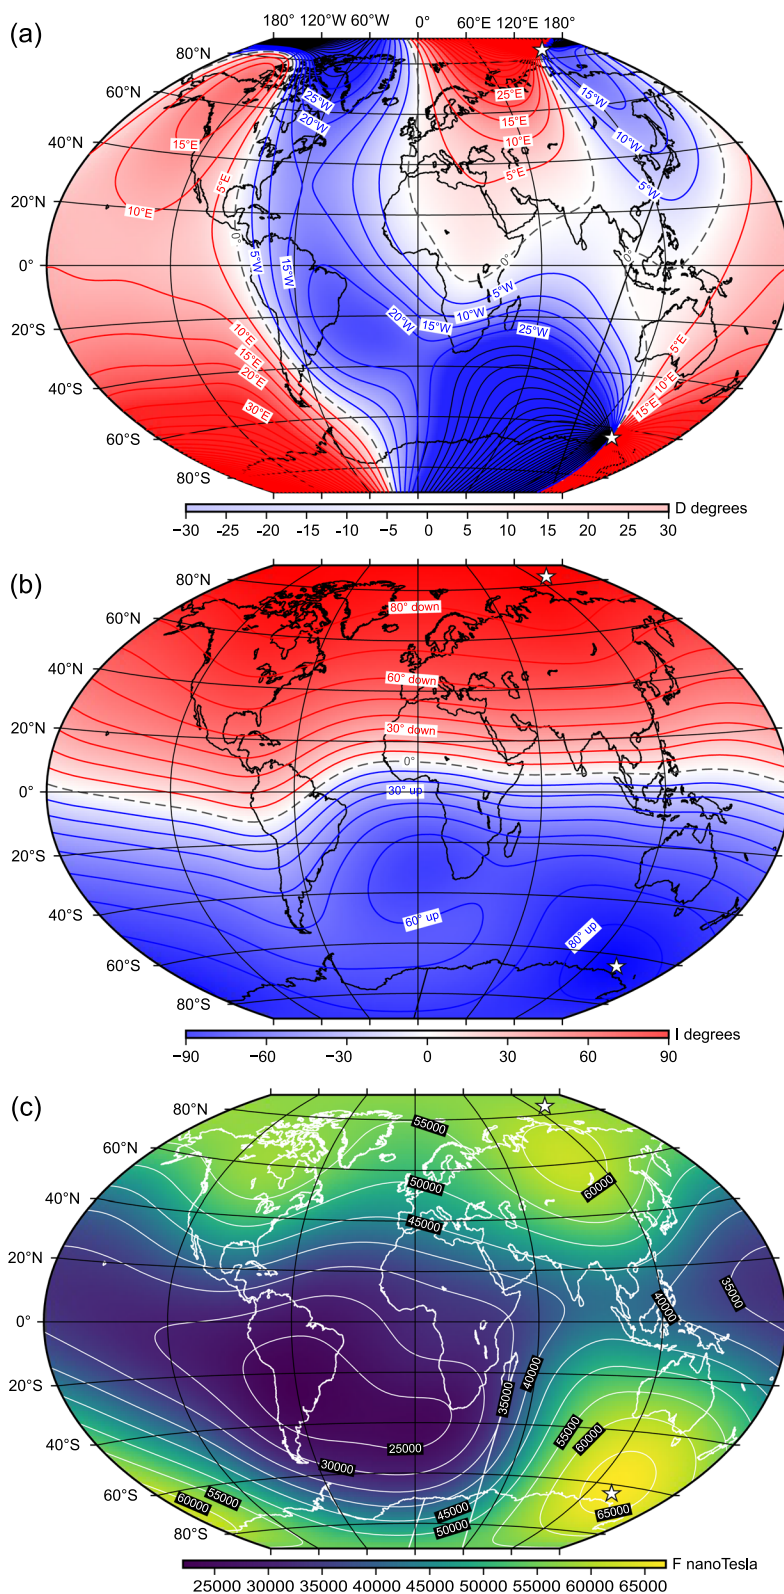 (a)
180° 120°W 60°W 0° 60°E 120°E 180°
80°N
60°N
40°N
20°N
0°
20°S
40°S
60°S
80°S
25°W
20°W
15°E
10°E
5°E
0°
5°W
15°W
25°E
15°E
10°E
5°E
15°W
10°W
5°W
0°
0°
5°W
10°W
15°W
20°W
25°W
10°E
15°E
20°E
30°E
5°E
10°E
15°E
-30 -25 -20 -15 -10 -5 0 5 10 15 20 25 30
D degrees
(b)
80°N
60°N
40°N
20°N
0°
20°S
40°S
60°S
80°S
80° down
60° down
30° down
0°
30° up
60° up
80° up
-90 -60 -30 0 30 60 90
I degrees
(c)
80°N
60°N
40°N
20°N
0°
20°S
40°S
60°S
80°S
55000
50000
45000
60000
35000
40000
40000
35000
55000
60000
25000
30000
55000
60000
45000
50000
65000
25000 30000 35000 40000 45000 50000 55000 60000 65000
F nanoTesla